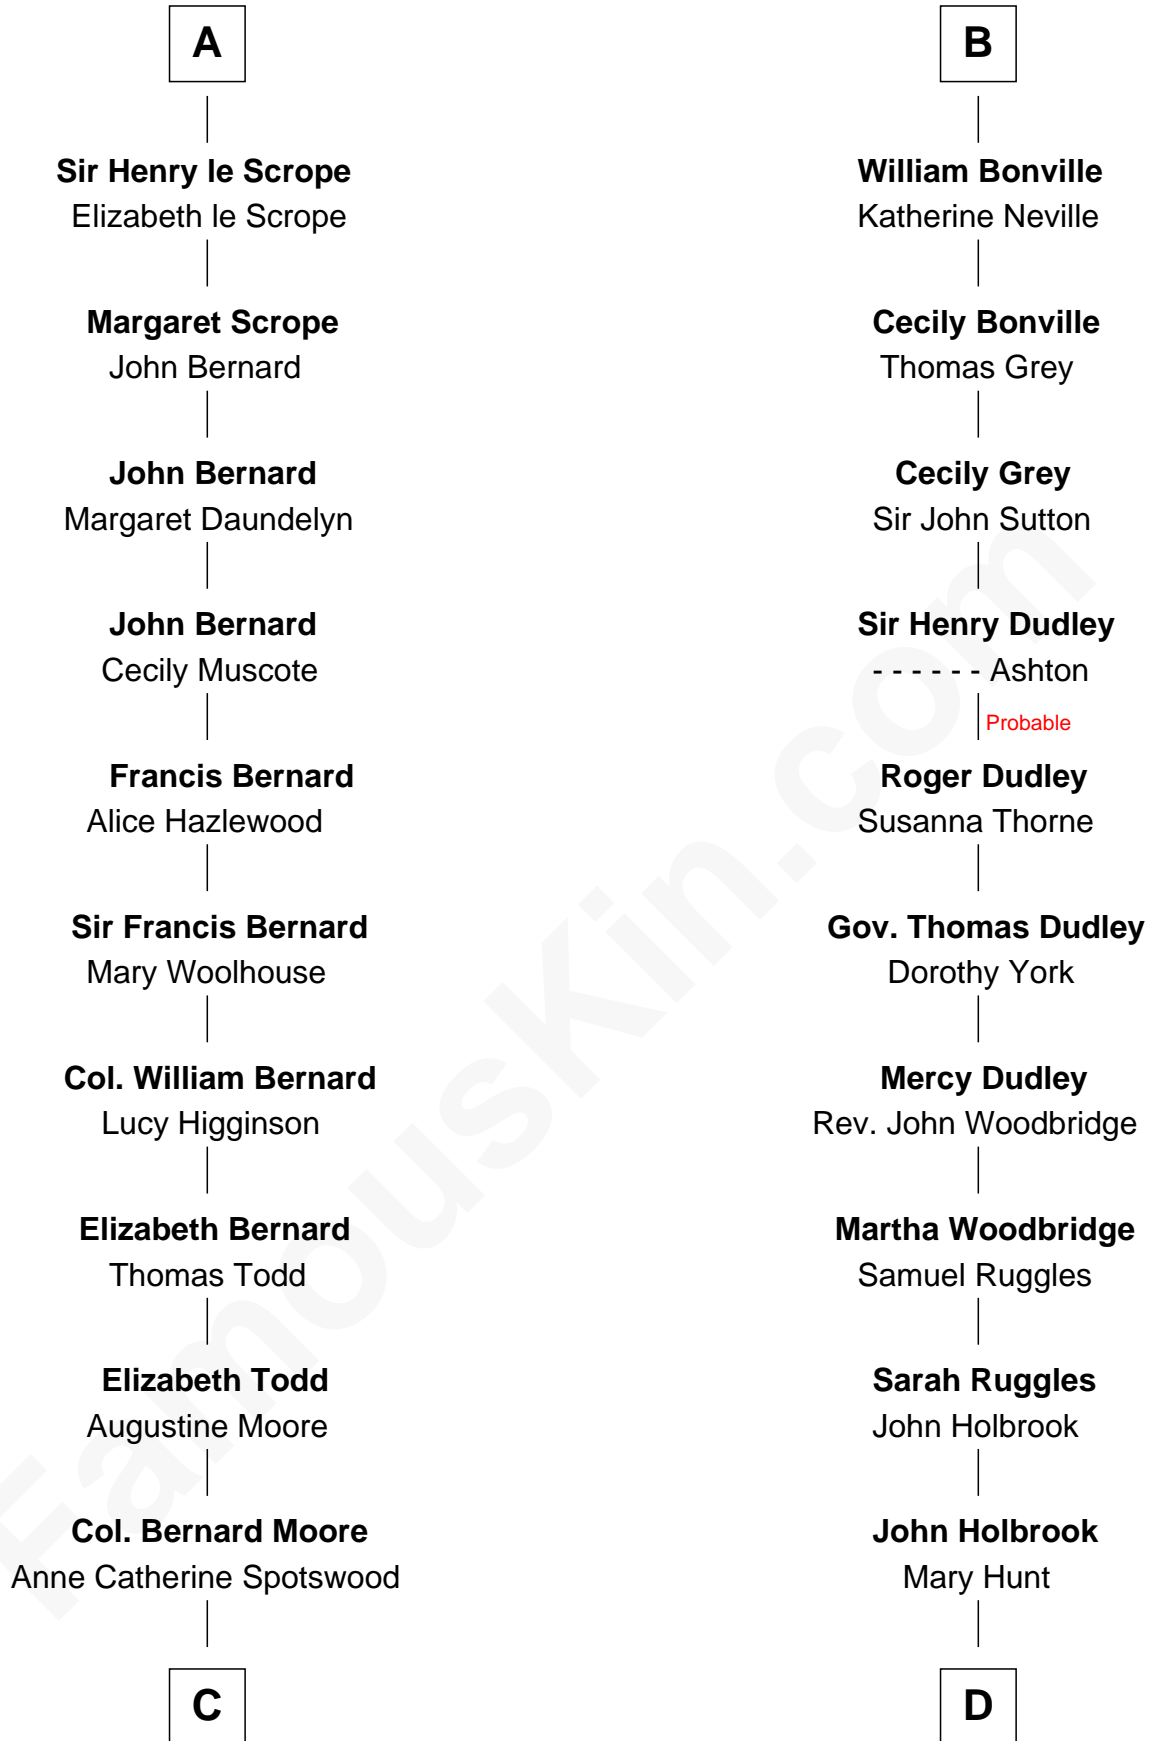 A
Sir Henry le Scrope
Elizabeth le Scrope
Margaret Scrope
John Bernard
John Bernard
Margaret Daundelyn
John Bernard
Cecily Muscote
Francis Bernard
Alice Hazlewood
Sir Francis Bernard
Mary Woolhouse
Col. William Bernard
Lucy Higginson
Elizabeth Bernard
Thomas Todd
Elizabeth Todd
Augustine Moore
Col. Bernard Moore
Anne Catherine Spotswood
C
B
William Bonville
Katherine Neville
Cecily Bonville
Thomas Grey
Cecily Grey
Sir John Sutton
Sir Henry Dudley
- - - - - - Ashton
Probable
Roger Dudley
Susanna Thorne
Gov. Thomas Dudley
Dorothy York
Mercy Dudley
Rev. John Woodbridge
Martha Woodbridge
Samuel Ruggles
Sarah Ruggles
John Holbrook
John Holbrook
Mary Hunt
D
FamousKin.com